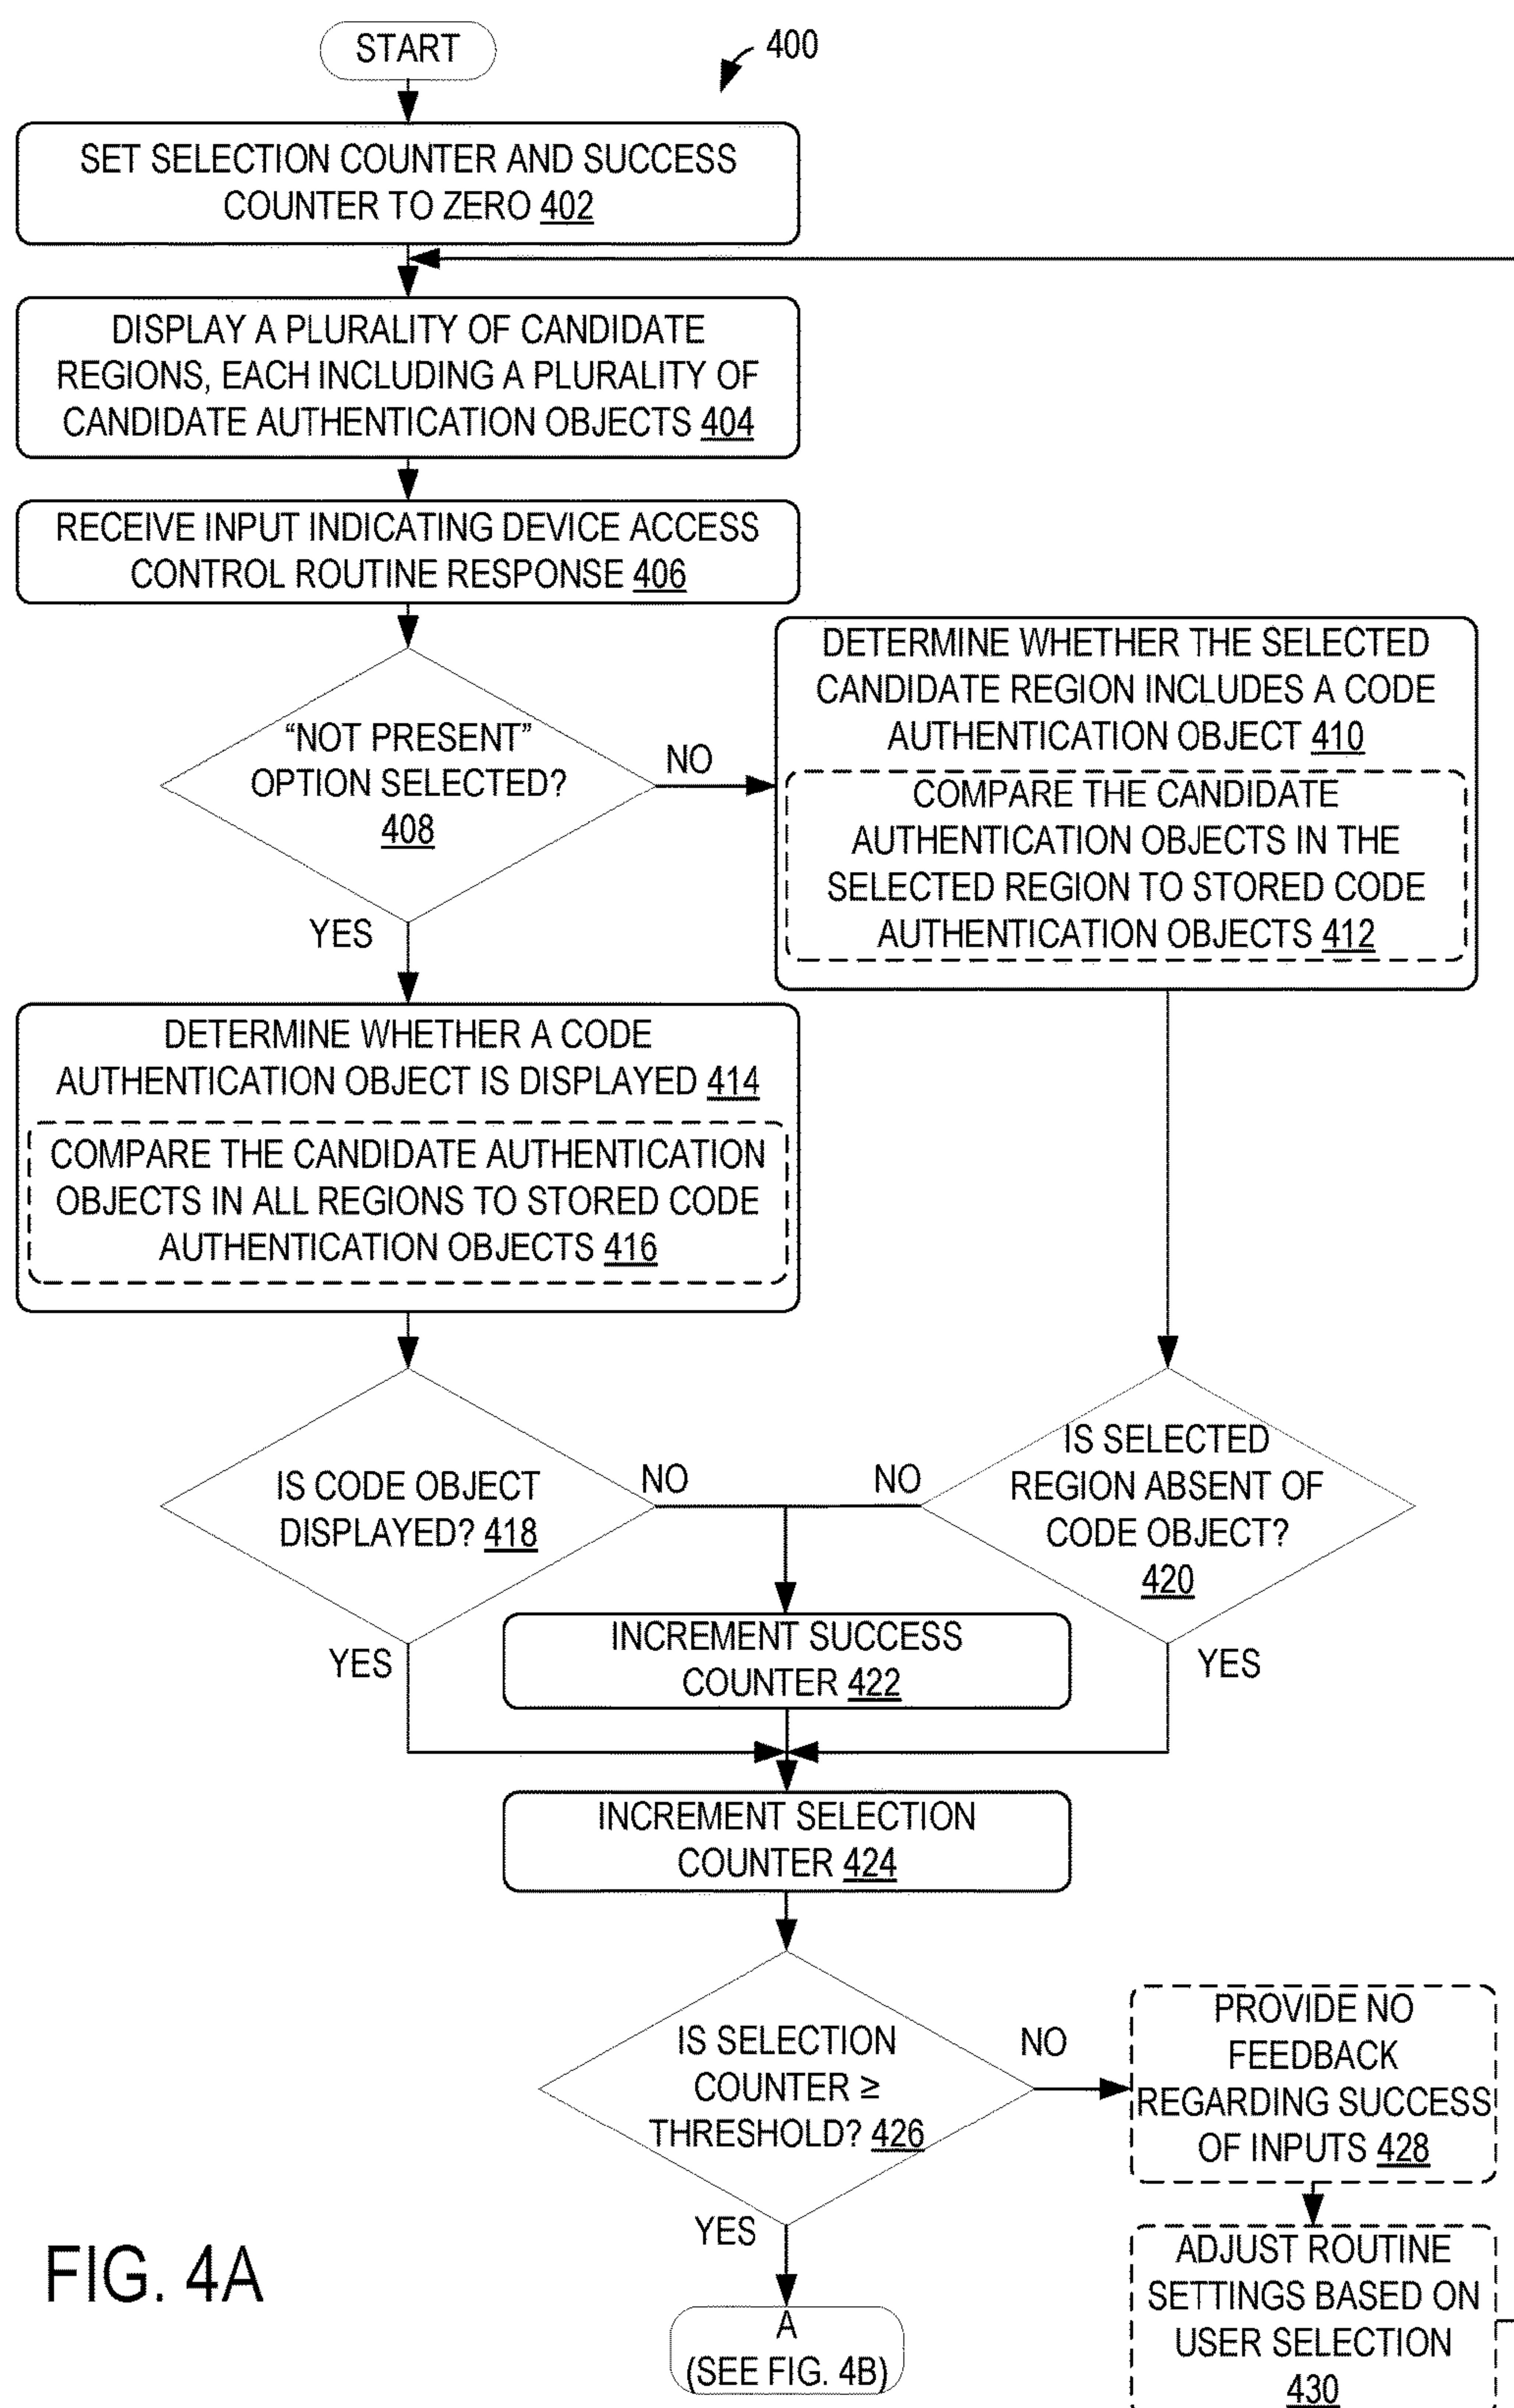 START
400
SET SELECTION COUNTER AND SUCCESS
COUNTER TO ZERO 402
DISPLAY A PLURALITY OF CANDIDATE
REGIONS, EACH INCLUDING A PLURALITY OF
CANDIDATE AUTHENTICATION OBJECTS 404
RECEIVE INPUT INDICATING DEVICE ACCESS
CONTROL ROUTINE RESPONSE 406
“NOT PRESENT”
OPTION SELECTED?
408
NO
YES
DETERMINE WHETHER THE SELECTED
CANDIDATE REGION INCLUDES A CODE
AUTHENTICATION OBJECT 410
COMPARE THE CANDIDATE
AUTHENTICATION OBJECTS IN THE
SELECTED REGION TO STORED CODE
AUTHENTICATION OBJECTS 412
DETERMINE WHETHER A CODE
AUTHENTICATION OBJECT IS DISPLAYED 414
COMPARE THE CANDIDATE AUTHENTICATION
OBJECTS IN ALL REGIONS TO STORED CODE
AUTHENTICATION OBJECTS 416
IS CODE OBJECT
DISPLAYED? 418
NO
YES
IS SELECTED
REGION ABSENT OF
CODE OBJECT?
420
NO
YES
INCREMENT SUCCESS
COUNTER 422
INCREMENT SELECTION
COUNTER 424
IS SELECTION
COUNTER ≥
THRESHOLD? 426
NO
YES
PROVIDE NO
FEEDBACK
REGARDING SUCCESS
OF INPUTS 428
ADJUST ROUTINE
SETTINGS BASED ON
USER SELECTION
430
A
(SEE FIG. 4B)
FIG. 4A